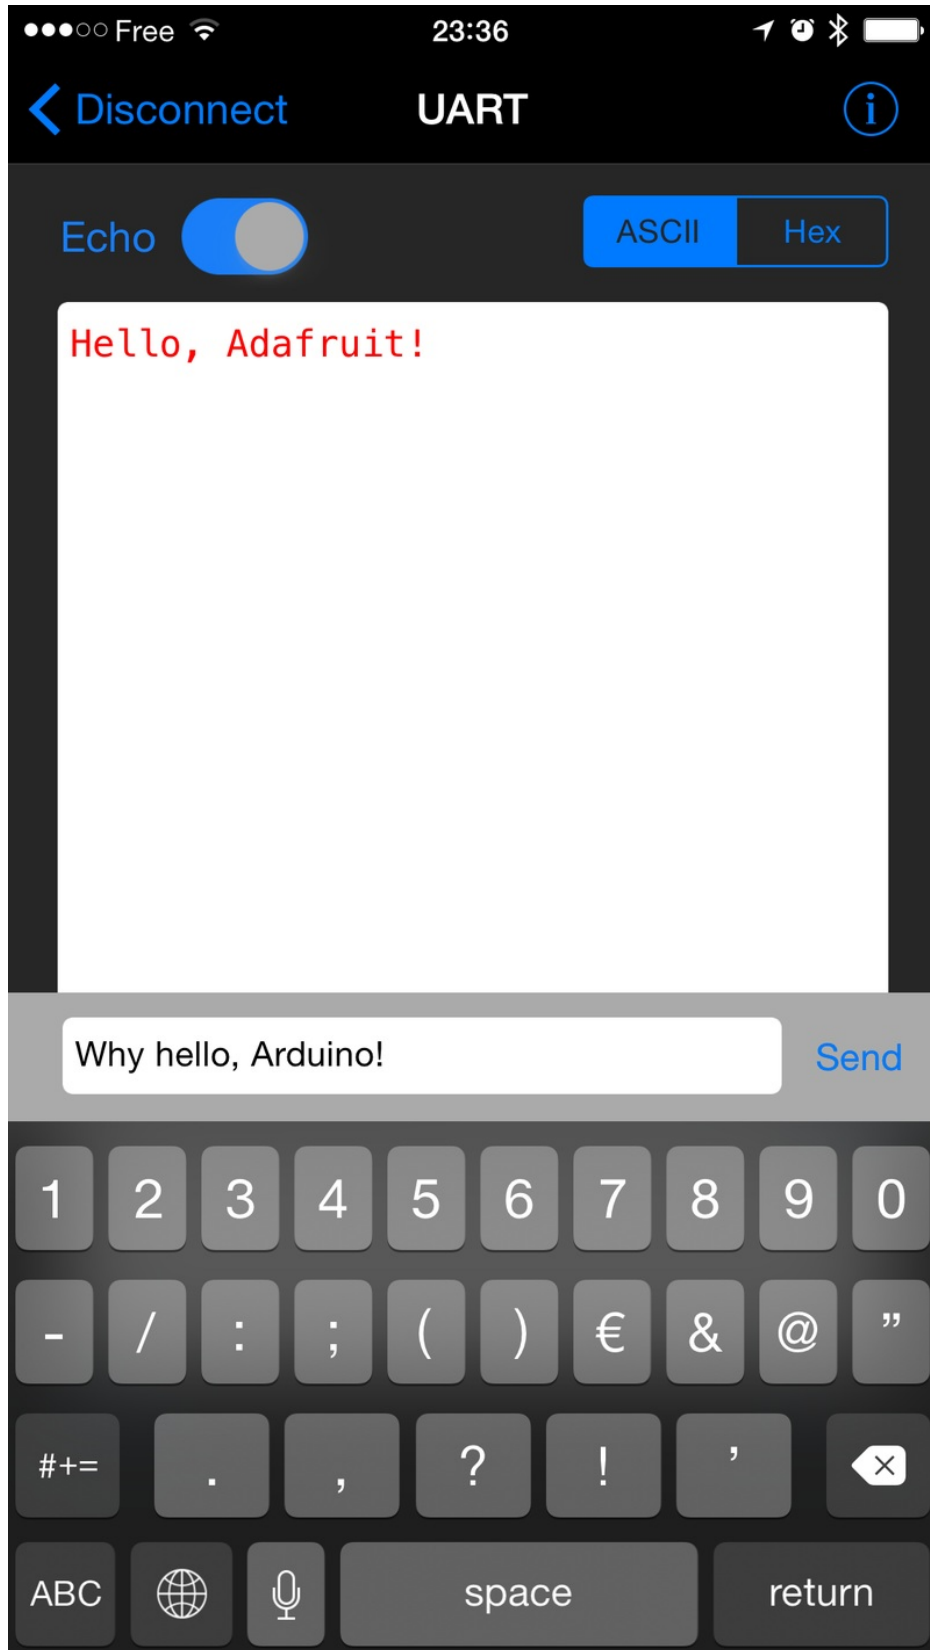 Free 23:36
Disconnect UART i
Echo ASCII Hex
Hello, Adafruit!
Why hello, Arduino! Send
1 2 3 4 5 6 7 8 9 0
- / : ; ( ) € & @ ”
#+= . , ? ! ’
ABC space return